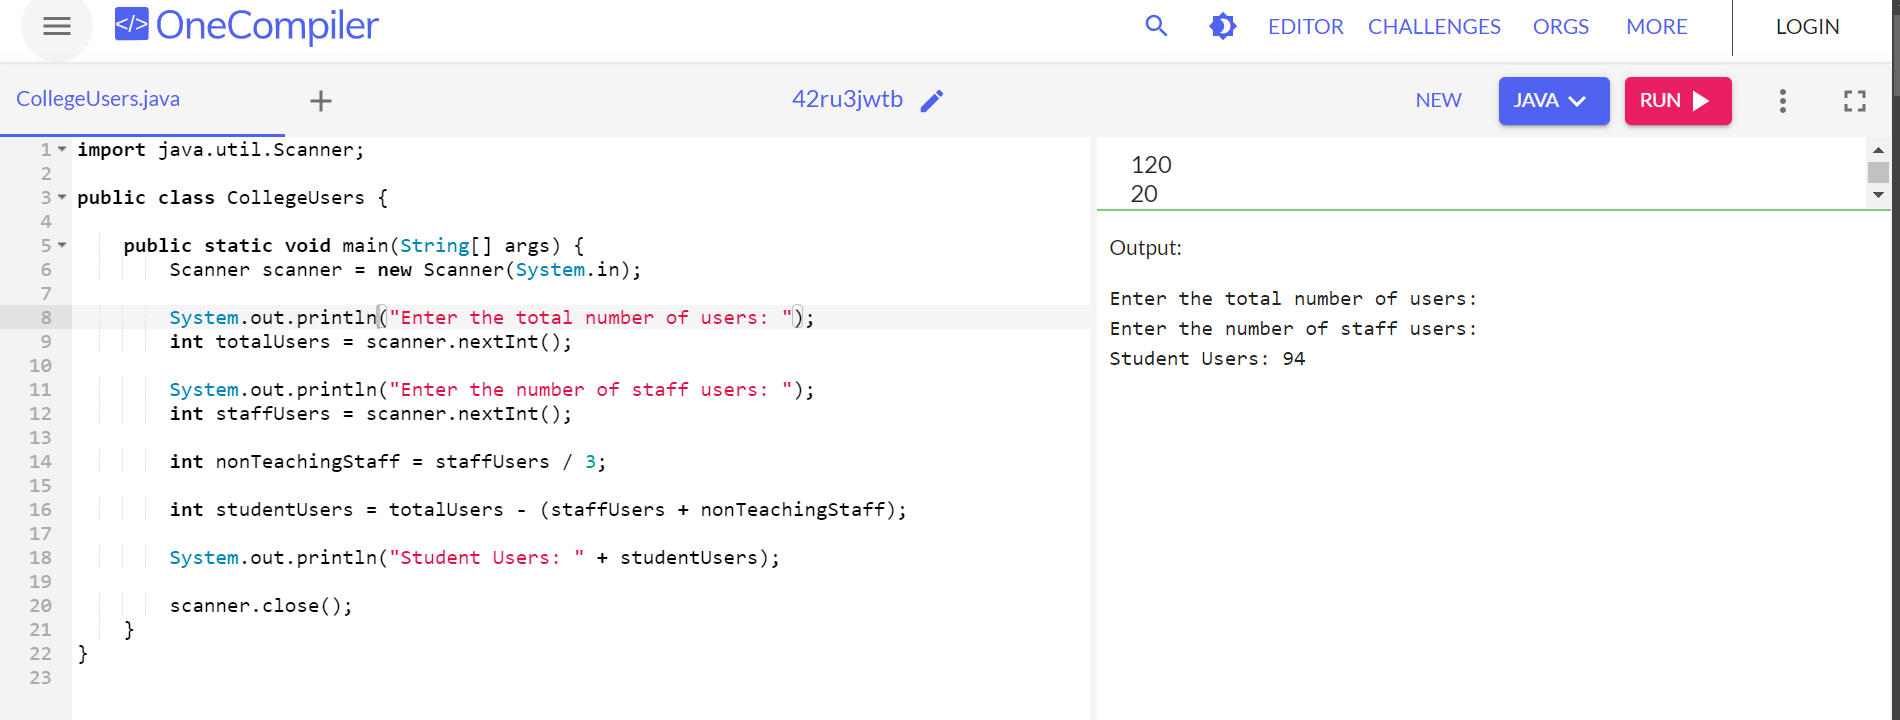 </> OneCompiler EDITOR CHALLENGES ORGS MORE LOGIN
CollegeUsers.java + 42ru3jwtb NEW JAVA RUN
1 import java.util.Scanner;
2
3 public class CollegeUsers {
4
5     public static void main(String[] args) {
6         Scanner scanner = new Scanner(System.in);
7
8         System.out.println("Enter the total number of users: ");
9         int totalUsers = scanner.nextInt();
10
11         System.out.println("Enter the number of staff users: ");
12         int staffUsers = scanner.nextInt();
13
14         int nonTeachingStaff = staffUsers / 3;
15
16         int studentUsers = totalUsers - (staffUsers + nonTeachingStaff);
17
18         System.out.println("Student Users: " + studentUsers);
19
20         scanner.close();
21     }
22 }
23
120
20
Output:
Enter the total number of users:
Enter the number of staff users:
Student Users: 94